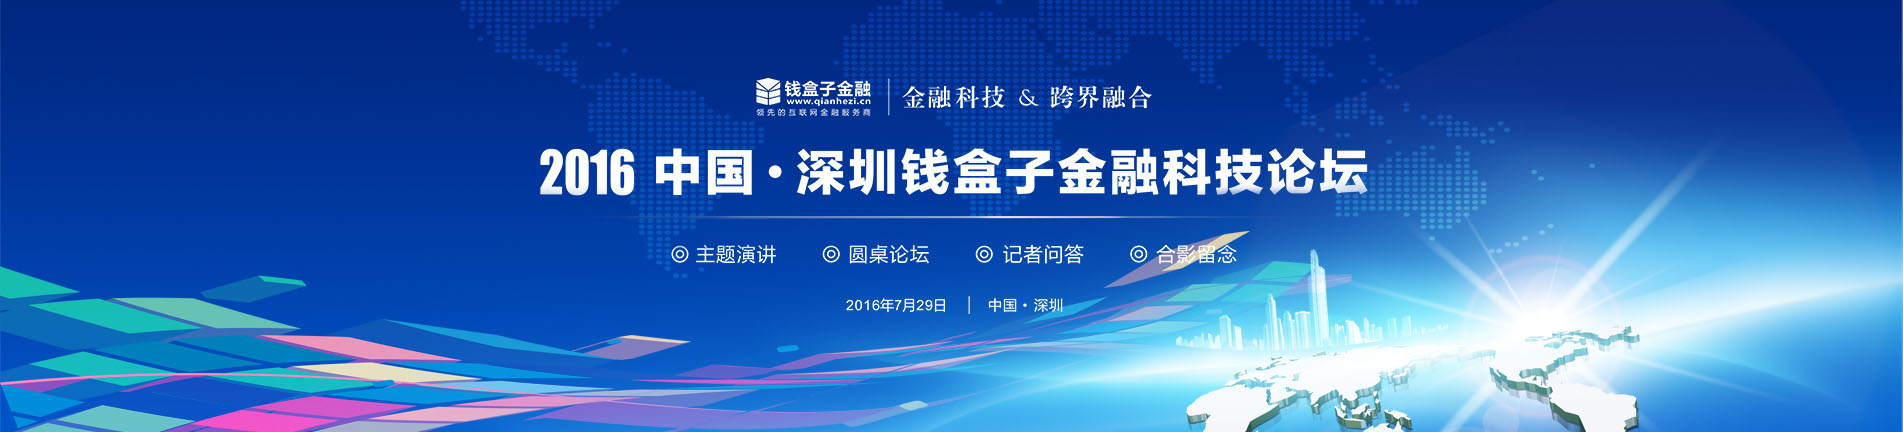 钱盒子金融
www.qianhezi.cn
领先的互联网金融服务商
金融科技 & 跨界融合
2016 中国·深圳钱盒子金融科技论坛
◎ 主题演讲 ◎ 圆桌论坛 ◎ 记者问答 ◎ 合影留念
2016年7月29日 | 中国·深圳